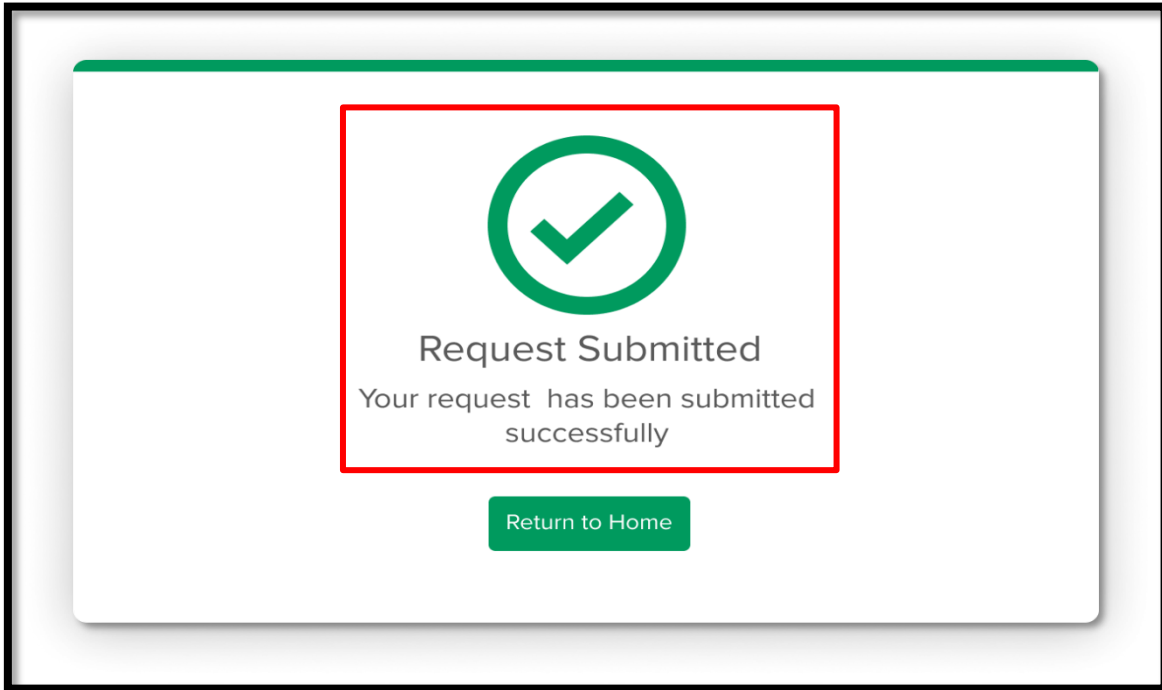 Request Submitted
Your request  has been submitted
successfully
Return to Home